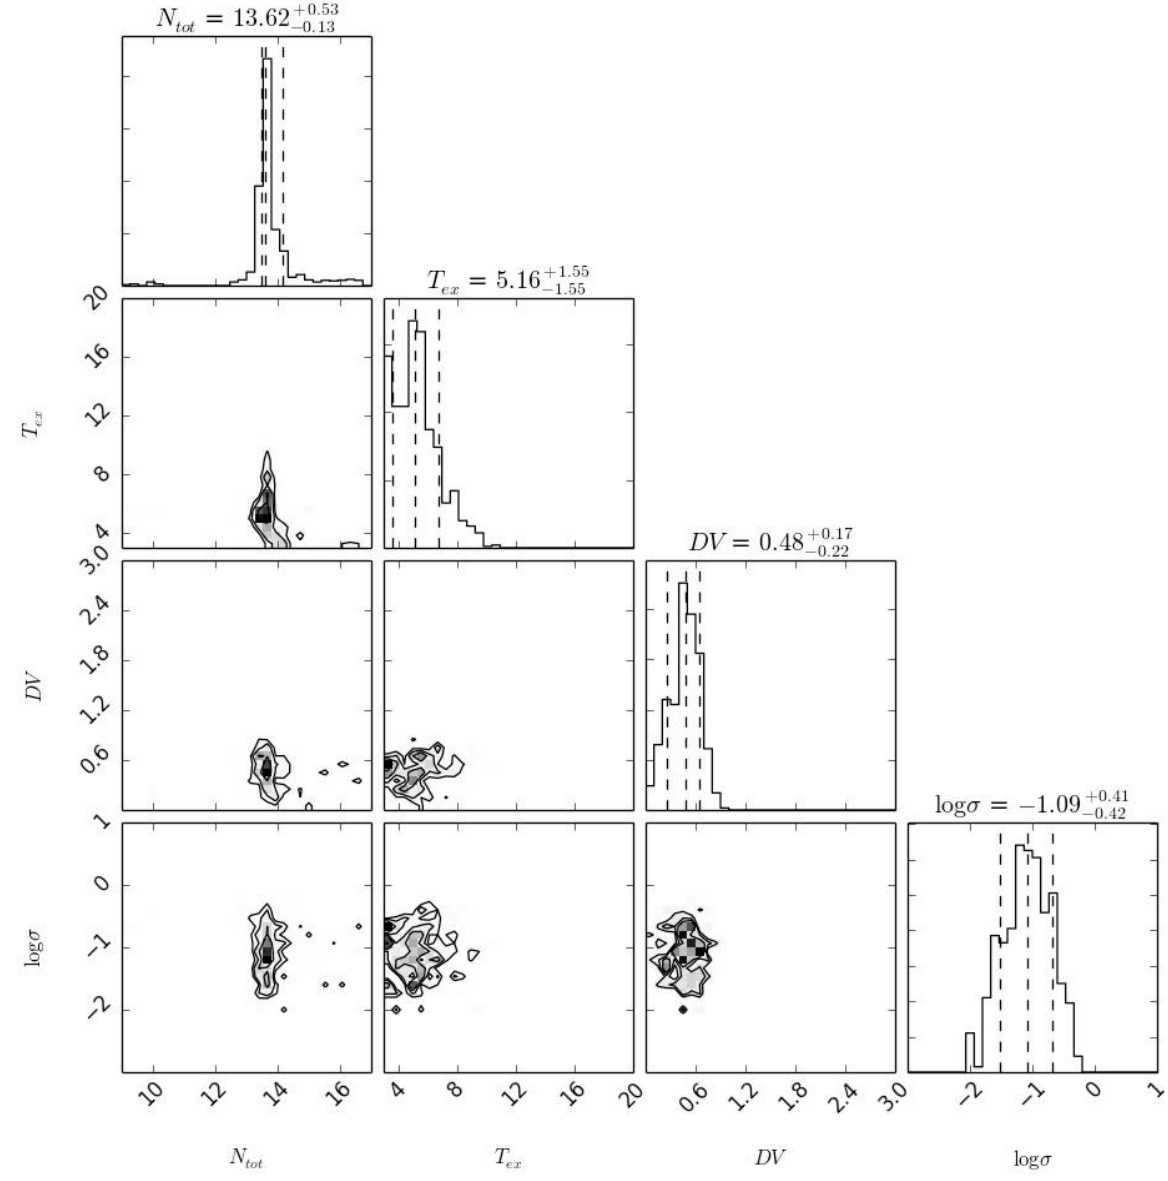 N_tot = 13.62 +0.53 −0.13
T_ex = 5.16 +1.55 −1.55
20
16
12
8
4
T_ex
DV = 0.48 +0.17 −0.22
3.0
2.4
1.8
1.2
0.6
DV
logσ = −1.09 +0.41 −0.42
1
0
−1
−2
logσ
10 12 14 16 4 8 12 16 20 0.6 1.2 1.8 2.4 3.0 −2 −1 0 1
N_tot T_ex DV logσ